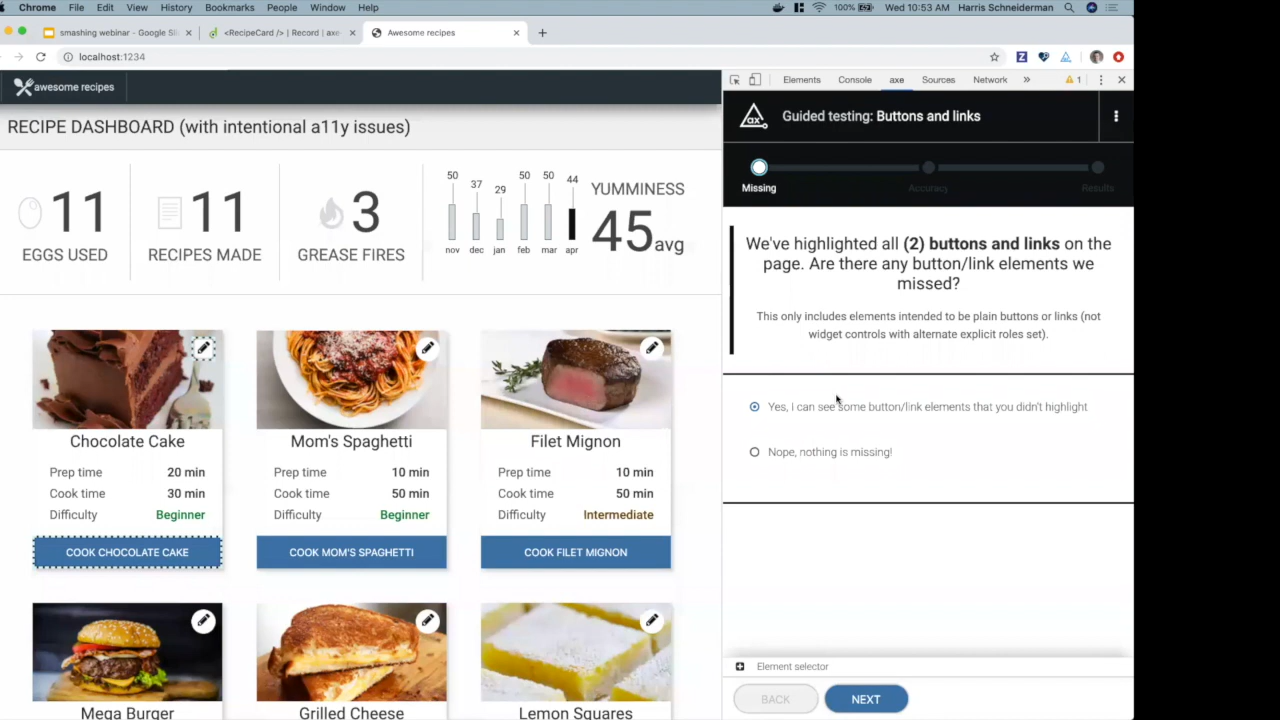 Chrome File Edit View History Bookmarks People Window Help 100% Wed 10:53 AM Harris Schneiderman
smashing webinar - Google Sli
<RecipeCard /> | Record | axe
Awesome recipes
localhost:1234
awesome recipes
RECIPE DASHBOARD (with intentional a11y issues)
11
EGGS USED
11
RECIPES MADE
3
GREASE FIRES
50 37 29 50 50 44
nov dec jan feb mar apr
YUMMINESS
45avg
Chocolate Cake
Prep time 20 min
Cook time 30 min
Difficulty Beginner
COOK CHOCOLATE CAKE
Mom's Spaghetti
Prep time 10 min
Cook time 50 min
Difficulty Beginner
COOK MOM'S SPAGHETTI
Filet Mignon
Prep time 10 min
Cook time 50 min
Difficulty Intermediate
COOK FILET MIGNON
Mega Burger
Grilled Cheese
Lemon Squares
Elements Console axe Sources Network » 1
ax
Guided testing: Buttons and links
Missing Accuracy Results
We've highlighted all (2) buttons and links on the
page. Are there any button/link elements we
missed?
This only includes elements intended to be plain buttons or links (not
widget controls with alternate explicit roles set).
Yes, I can see some button/link elements that you didn't highlight
Nope, nothing is missing!
Element selector
BACK NEXT